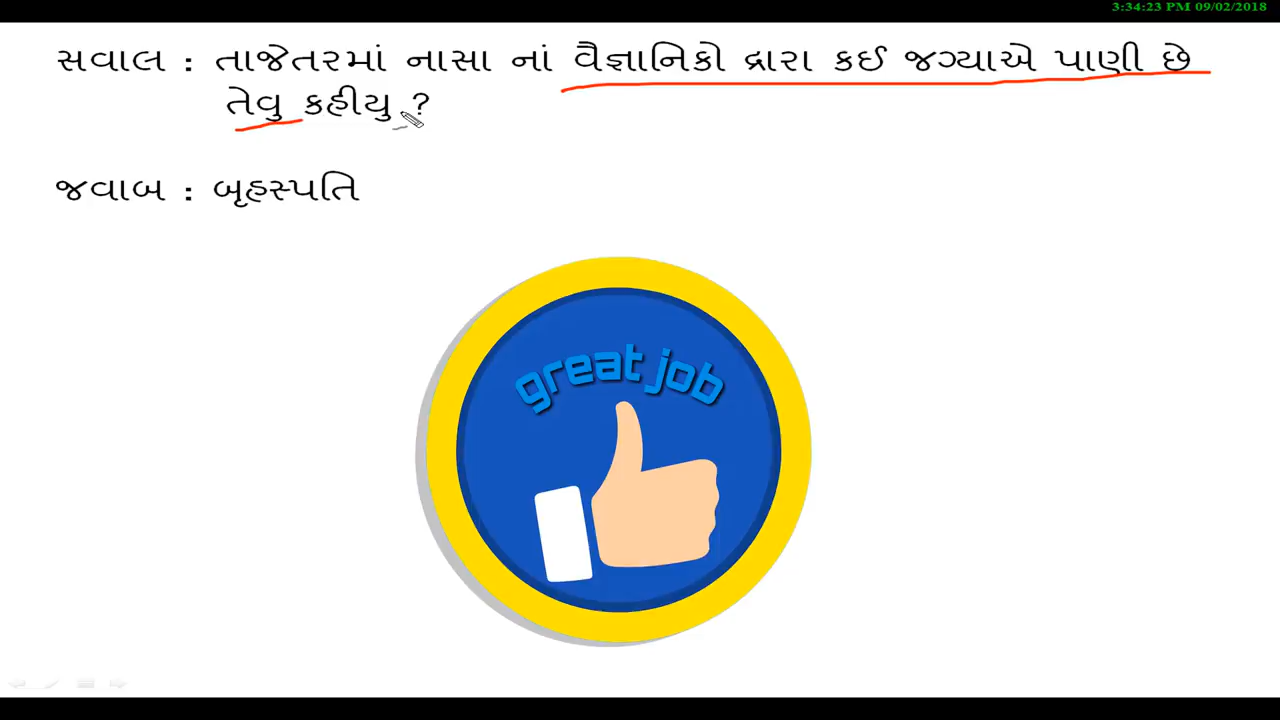 3:34:23 PM 09/02/2018
સવાલ : તાજેતરમાં નાસા નાં વૈજ્ઞાનિકો દ્રારા કઈ જગ્યાએ પાણી છે
તેવુ કહીયુ ?
જવાબ : બૃહસ્પતિ
great job